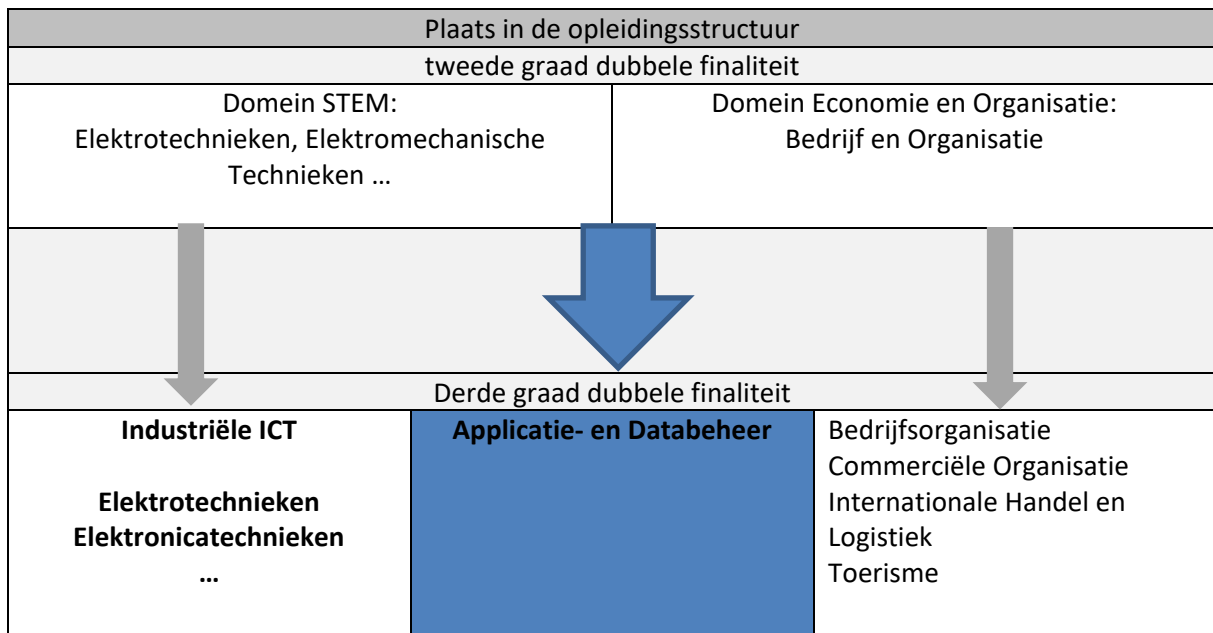 Plaats in de opleidingsstructuur
tweede graad dubbele finaliteit
Domein STEM:
Elektrotechnieken, Elektromechanische
Technieken …
Domein Economie en Organisatie:
Bedrijf en Organisatie
Derde graad dubbele finaliteit
Industriële ICT
Elektrotechnieken
Elektronicatechnieken
…
Applicatie- en Databeheer
Bedrijfsorganisatie
Commerciële Organisatie
Internationale Handel en
Logistiek
Toerisme